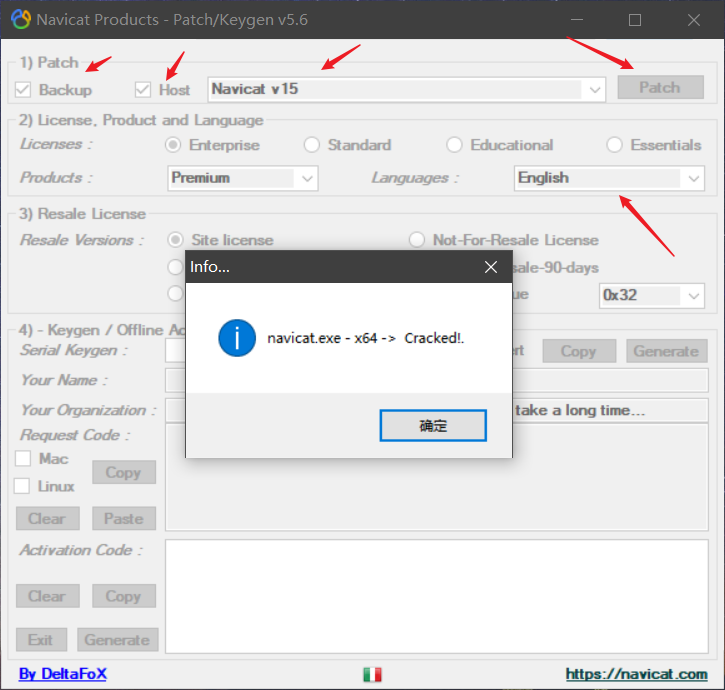 Navicat Products - Patch/Keygen v5.6
1) Patch
Backup Host Navicat v15 Patch
2) License, Product and Language
Licenses : Enterprise Standard Educational Essentials
Products : Premium Languages : English
3) Resale License
Resale Versions : Site license Not-For-Resale License
Info...
ale-90-days
ue 0x32
navicat.exe - x64 -> Cracked!.
确定
4) - Keygen / Offline Ac
Serial Keygen : rt Copy Generate
Your Name :
Your Organization : take a long time...
Request Code :
Mac
Linux
Copy
Clear Paste
Activation Code :
Clear Copy
Exit Generate
By DeltaFoX https://navicat.com